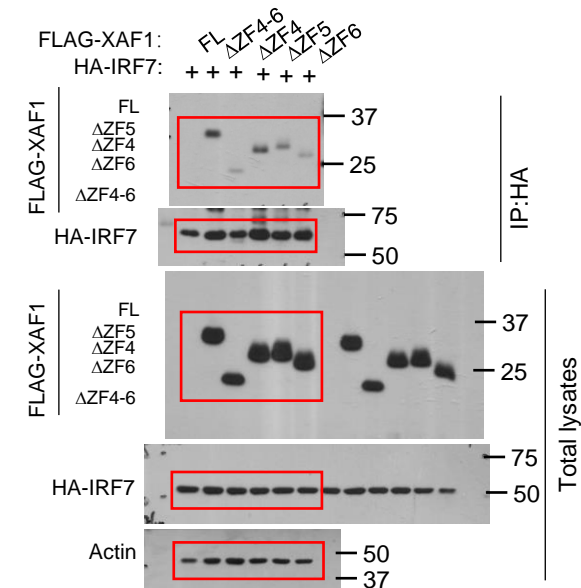 FLAG-XAF1: FL ΔZF4-6 ΔZF4 ΔZF5 ΔZF6
HA-IRF7: + + + + + +
FLAG-XAF1
FL
ΔZF5
ΔZF4
ΔZF6
ΔZF4-6
37
25
HA-IRF7
75
50
IP:HA
FLAG-XAF1
FL
ΔZF5
ΔZF4
ΔZF6
ΔZF4-6
37
25
HA-IRF7
75
50
Actin
50
37
Total lysates